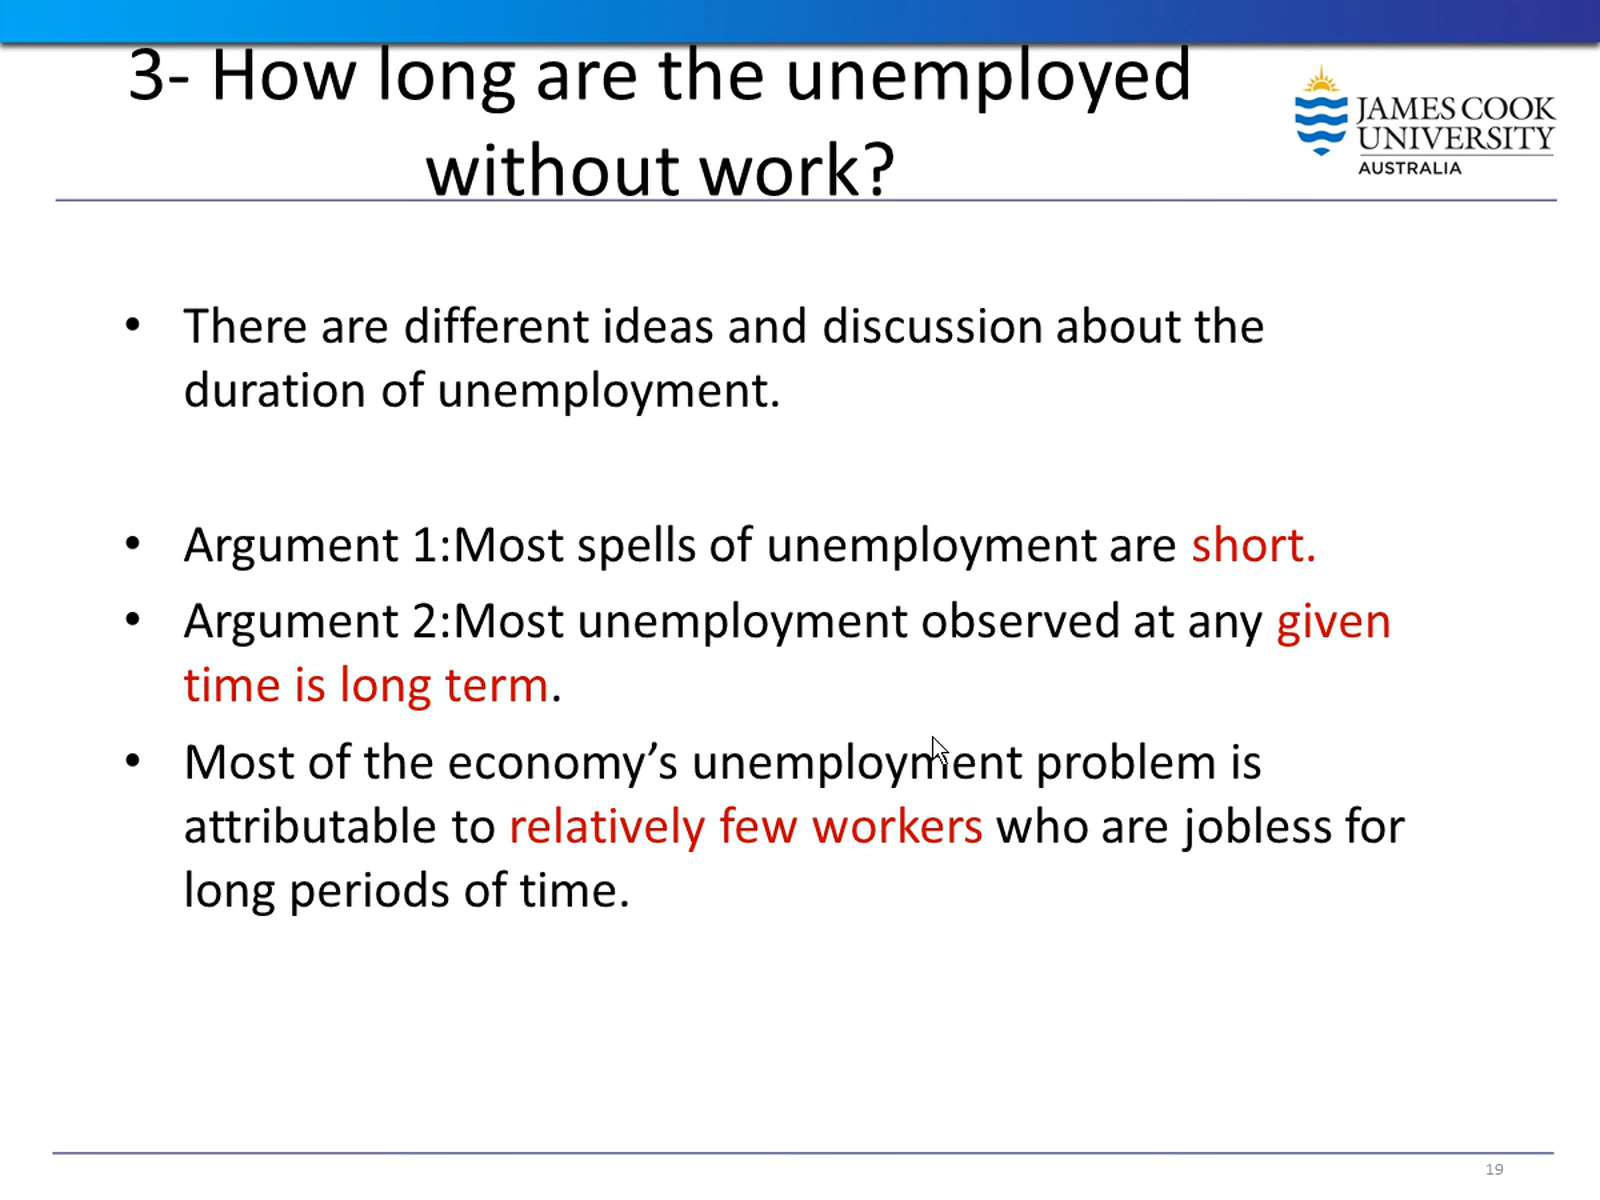 3- How long are the unemployed
without work?
JAMES COOK
UNIVERSITY
AUSTRALIA
• There are different ideas and discussion about the
duration of unemployment.
• Argument 1:Most spells of unemployment are short.
• Argument 2:Most unemployment observed at any given
time is long term.
• Most of the economy’s unemployment problem is
attributable to relatively few workers who are jobless for
long periods of time.
19